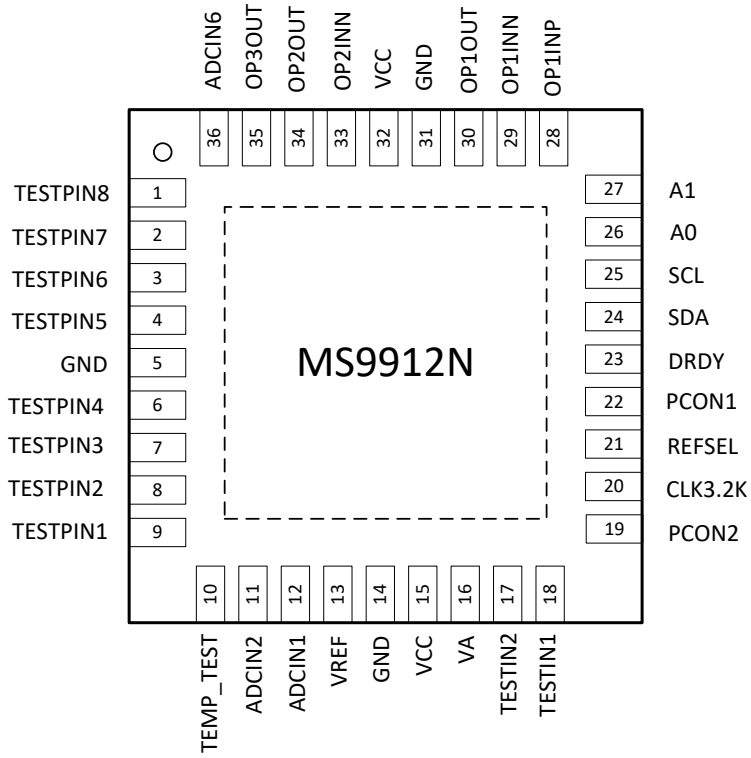 ADCIN6
OP3OUT
OP2OUT
OP2INN
VCC
GND
OP1OUT
OP1INN
OP1INP
36
35
34
33
32
31
30
29
28
TESTPIN8 1
TESTPIN7 2
TESTPIN6 3
TESTPIN5 4
GND 5
TESTPIN4 6
TESTPIN3 7
TESTPIN2 8
TESTPIN1 9
MS9912N
27 A1
26 A0
25 SCL
24 SDA
23 DRDY
22 PCON1
21 REFSEL
20 CLK3.2K
19 PCON2
10
11
12
13
14
15
16
17
18
TEMP_TEST
ADCIN2
ADCIN1
VREF
GND
VCC
VA
TESTIN2
TESTIN1